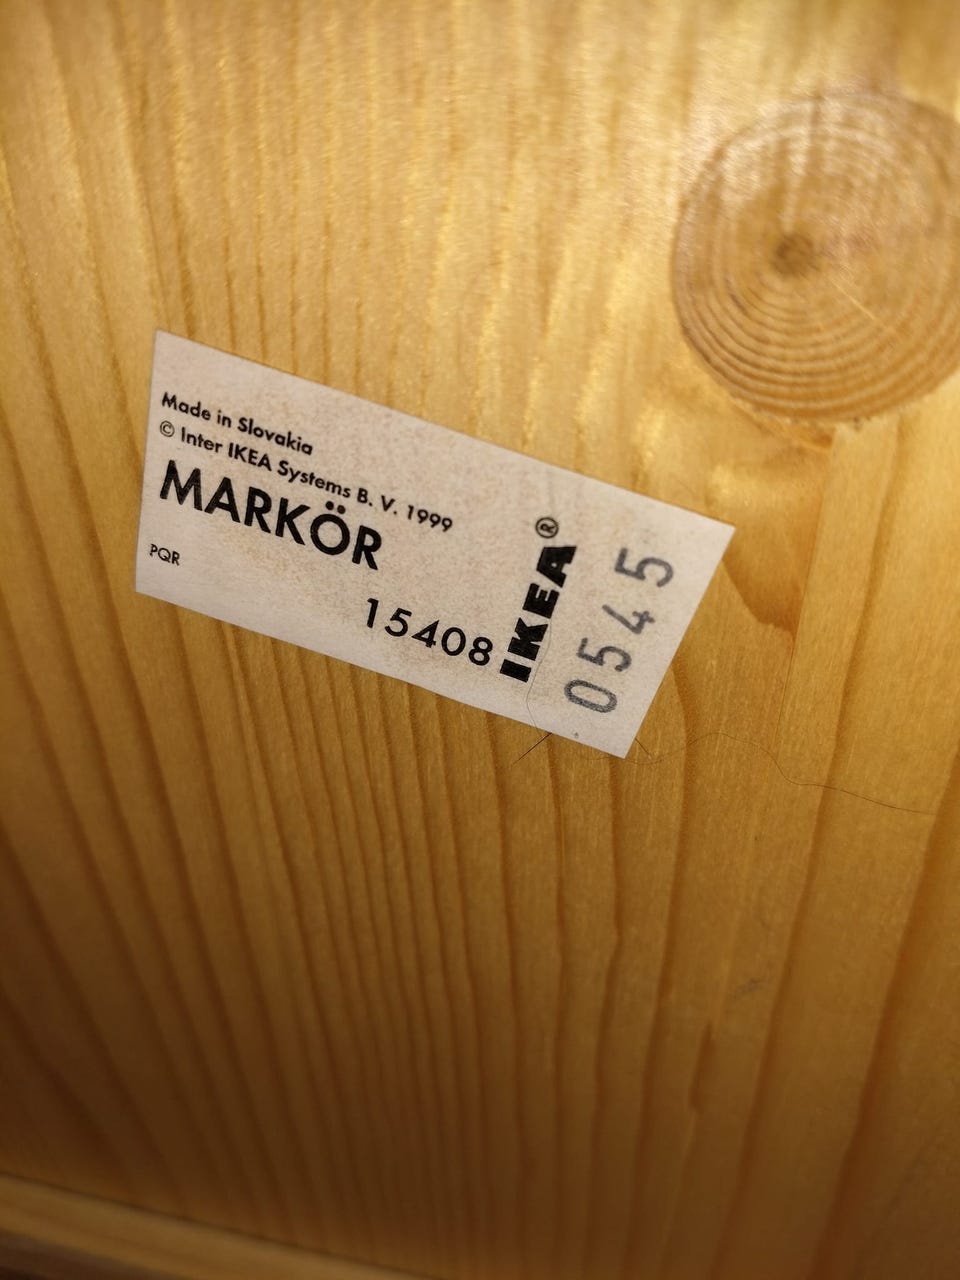 Made in Slovakia
© Inter IKEA Systems B. V. 1999
MARKÖR
PQR
15408
IKEA®
0545